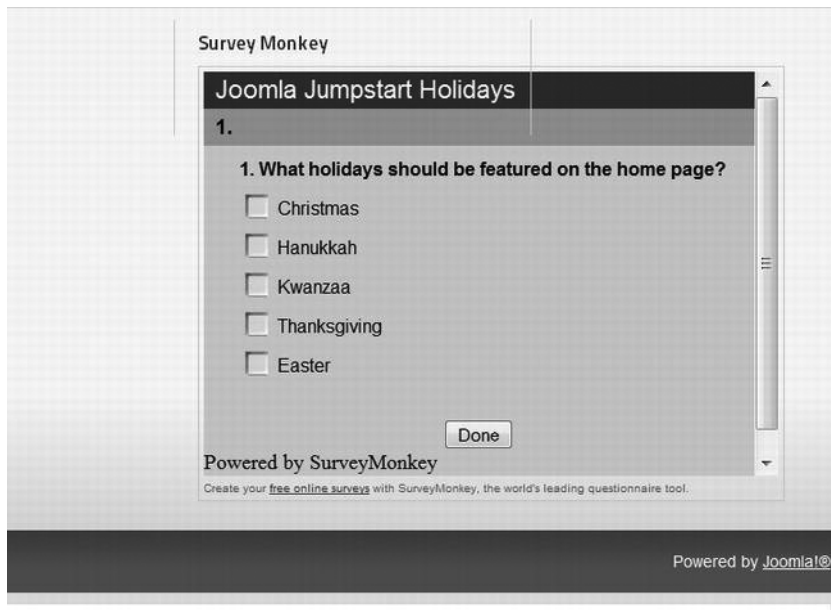 Survey Monkey
Joomla Jumpstart Holidays
1.
1. What holidays should be featured on the home page?
Christmas
Hanukkah
Kwanzaa
Thanksgiving
Easter
Done
Powered by SurveyMonkey
Create your free online surveys with SurveyMonkey, the world's leading questionnaire tool.
Powered by Joomla!®